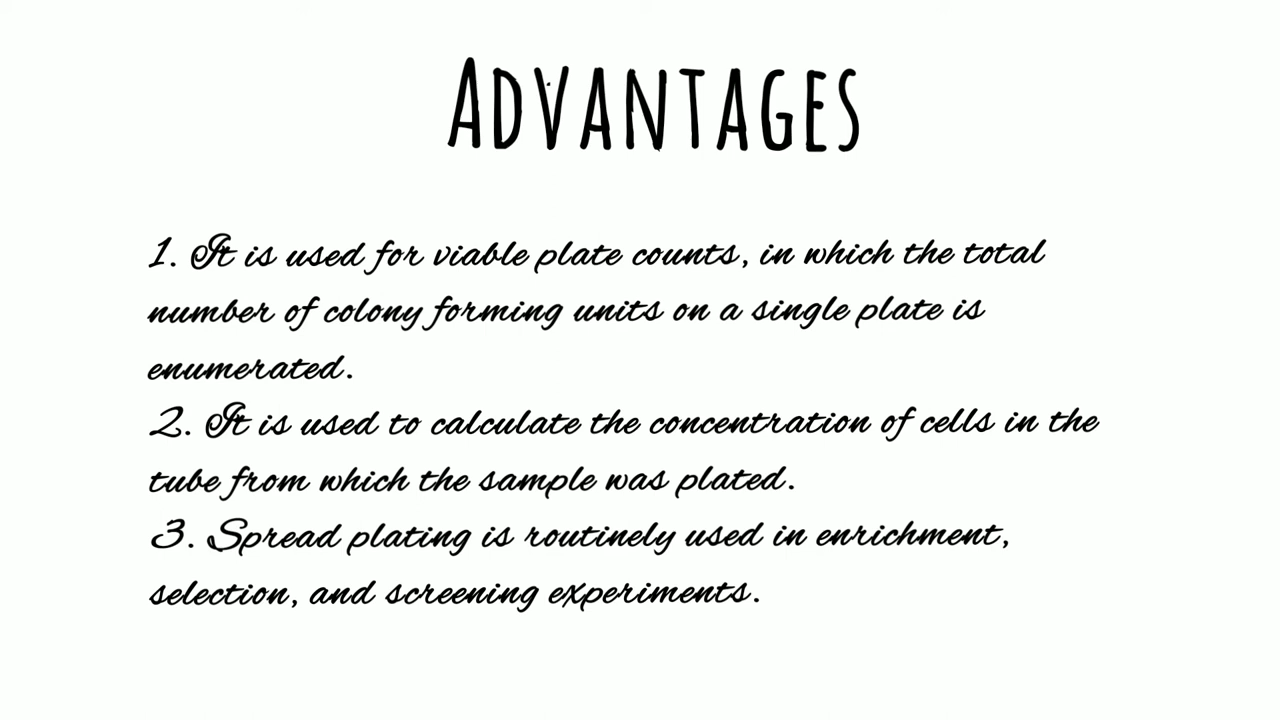 ADVANTAGES
1. It is used for viable plate counts, in which the total
number of colony forming units on a single plate is
enumerated.
2. It is used to calculate the concentration of cells in the
tube from which the sample was plated.
3. Spread plating is routinely used in enrichment,
selection, and screening experiments.